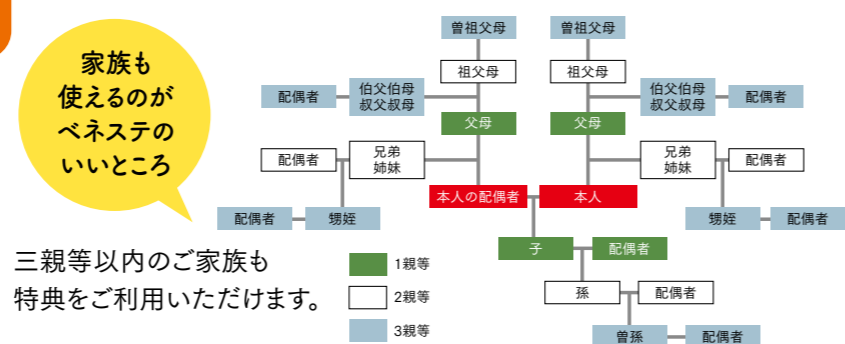 家族も
使えるのが
ベネステの
いいところ
三親等以内のご家族も
特典をご利用いただけます。
曽祖父母
曽祖父母
祖父母
祖父母
配偶者
伯父伯母
叔父叔母
伯父伯母
叔父叔母
配偶者
父母
父母
配偶者
兄弟
姉妹
兄弟
姉妹
配偶者
本人の配偶者
本人
配偶者
甥姪
甥姪
配偶者
子
配偶者
孫
配偶者
曽孫
配偶者
1親等
2親等
3親等